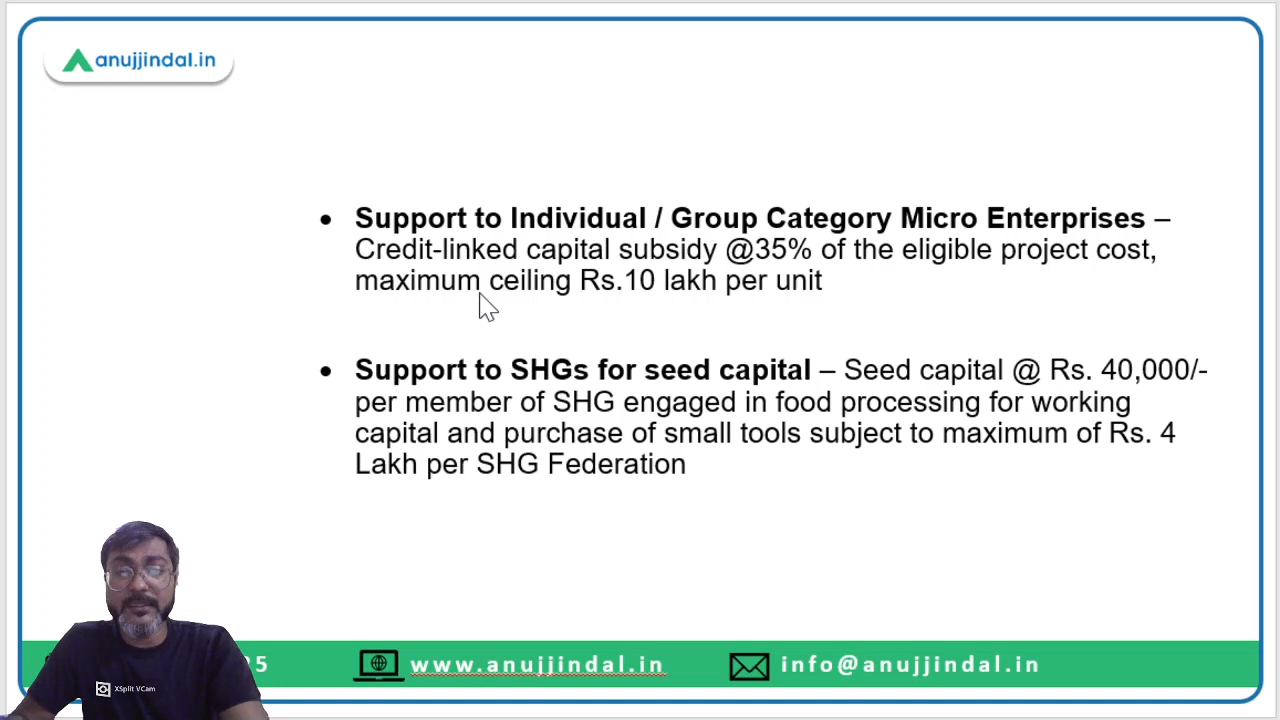 anujjindal.in
• Support to Individual / Group Category Micro Enterprises –
Credit-linked capital subsidy @35% of the eligible project cost,
maximum ceiling Rs.10 lakh per unit
• Support to SHGs for seed capital – Seed capital @ Rs. 40,000/-
per member of SHG engaged in food processing for working
capital and purchase of small tools subject to maximum of Rs. 4
Lakh per SHG Federation
5
www.anujjindal.in
info@anujjindal.in
XSplit VCam